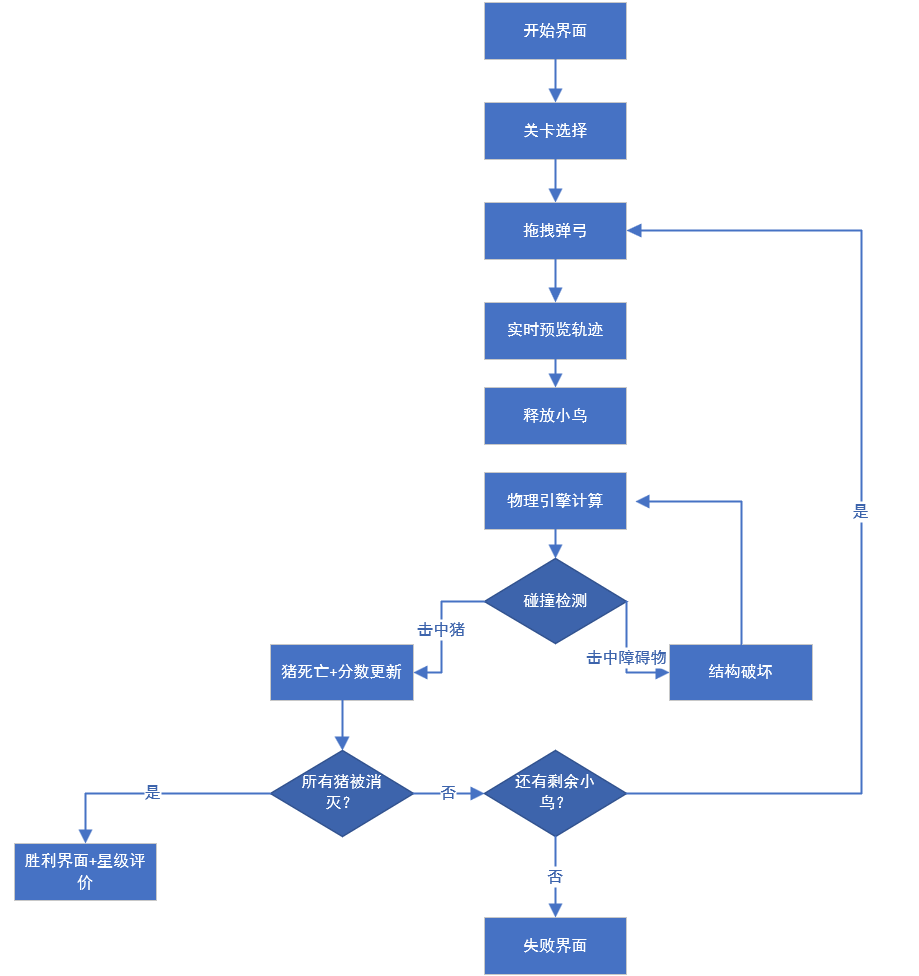 开始界面
关卡选择
拖拽弹弓
实时预览轨迹
释放小鸟
物理引擎计算
是
碰撞检测
击中猪
击中障碍物
猪死亡+分数更新
结构破坏
所有猪被消
灭？
还有剩余小
鸟？
是
否
胜利界面+星级评
价
否
失败界面